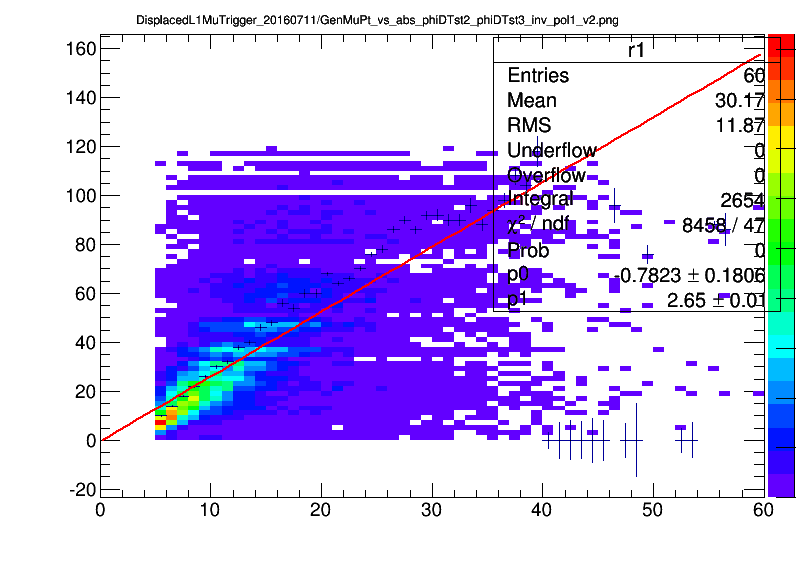 DisplacedL1MuTrigger_20160711/GenMuPt_vs_abs_phiDTst2_phiDTst3_inv_pol1_v2.png
r1
Entries 60
Mean 30.17
RMS 11.87
Underflow 0
Overflow 0
Integral 2654
χ² / ndf 8458 / 47
Prob 0
p0 -0.7823 ± 0.1806
p1 2.65 ± 0.01
160
140
120
100
80
60
40
20
0
-20
0 10 20 30 40 50 60